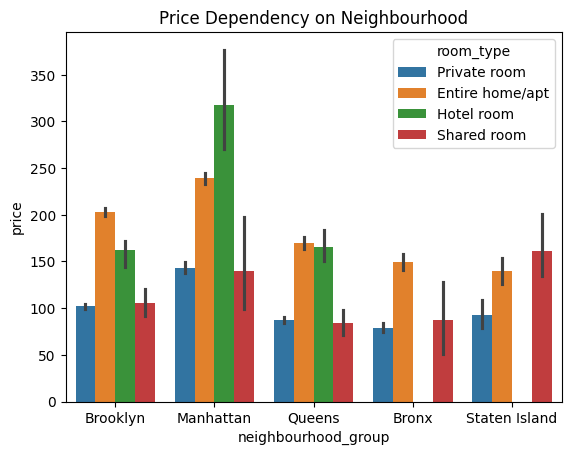 Price Dependency on Neighbourhood
room_type
Private room
Entire home/apt
Hotel room
Shared room
price
350
300
250
200
150
100
50
0
Brooklyn Manhattan Queens Bronx Staten Island
neighbourhood_group